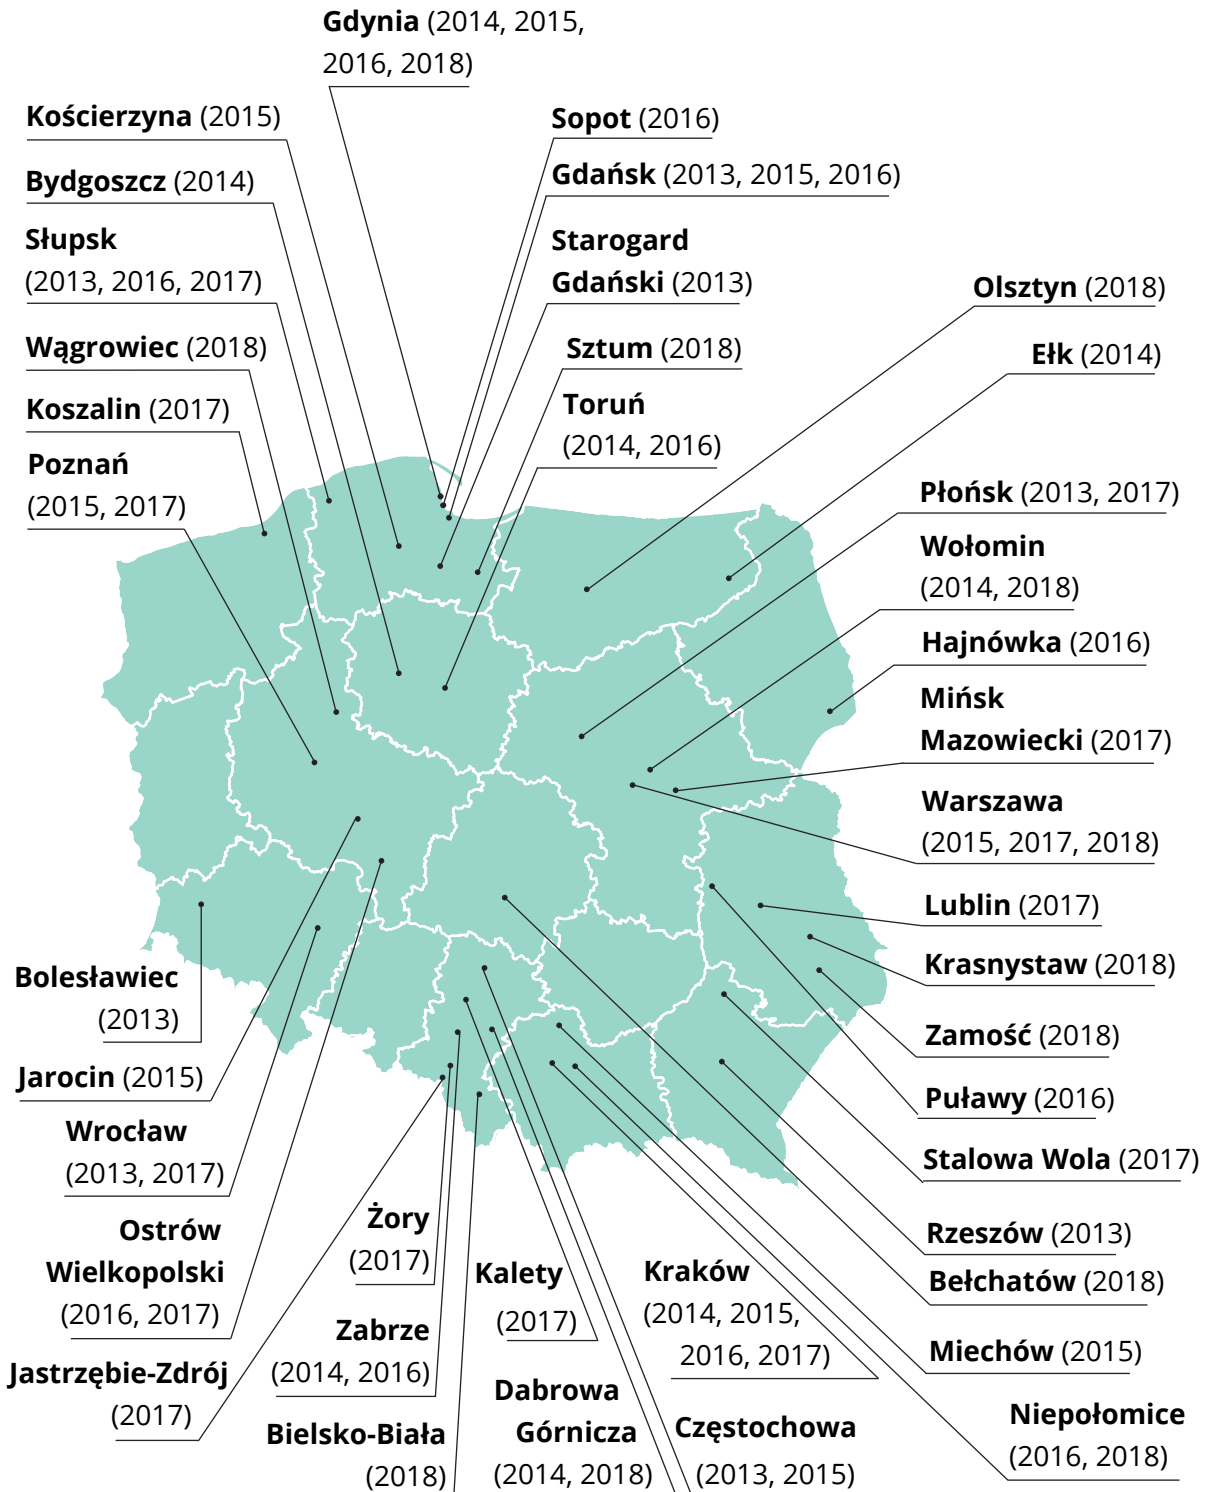 Gdynia (2014, 2015,
2016, 2018)
Kościerzyna (2015)
Sopot (2016)
Bydgoszcz (2014)
Gdańsk (2013, 2015, 2016)
Słupsk
(2013, 2016, 2017)
Starogard
Gdański (2013)
Olsztyn (2018)
Wągrowiec (2018)
Sztum (2018)
Ełk (2014)
Koszalin (2017)
Toruń
(2014, 2016)
Poznań
(2015, 2017)
Płońsk (2013, 2017)
Wołomin
(2014, 2018)
Hajnówka (2016)
Mińsk
Mazowiecki (2017)
Warszawa
(2015, 2017, 2018)
Lublin (2017)
Krasnystaw (2018)
Zamość (2018)
Puławy (2016)
Stalowa Wola (2017)
Rzeszów (2013)
Bełchatów (2018)
Miechów (2015)
Niepołomice
(2016, 2018)
Bolesławiec
(2013)
Jarocin (2015)
Wrocław
(2013, 2017)
Ostrów
Wielkopolski
(2016, 2017)
Jastrzębie-Zdrój
(2017)
Żory
(2017)
Zabrze
(2014, 2016)
Bielsko-Biała
(2018)
Kalety
(2017)
Dabrowa
Górnicza
(2014, 2018)
Kraków
(2014, 2015,
2016, 2017)
Częstochowa
(2013, 2015)